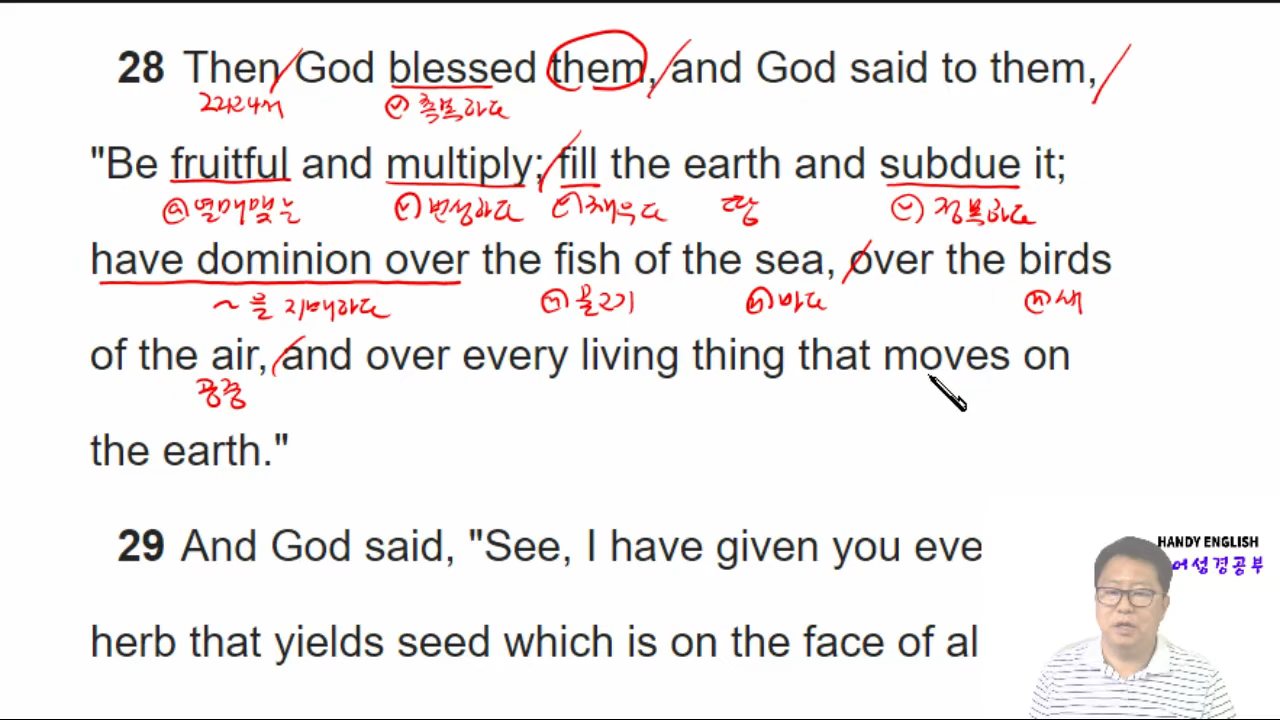 28 Then God blessed them, and God said to them,
그리고나서 ⓥ 축복하다
"Be fruitful and multiply; fill the earth and subdue it;
ⓐ 열매맺는 ⓥ 번성하다 ⓥ 채우다 땅 ⓥ 정복하다
have dominion over the fish of the sea, over the birds
~을 지배하다 ⓝ 물고기 ⓝ 바다 ⓝ 새
of the air, and over every living thing that moves on
공중
the earth."
29 And God said, "See, I have given you eve
HANDY ENGLISH
어성경공부
herb that yields seed which is on the face of al